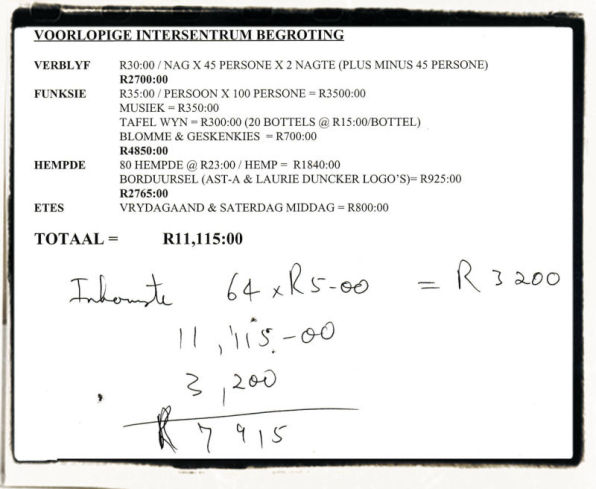 VOORLOPIGE INTERSENTRUM BEGROTING
VERBLYF R30:00 / NAG X 45 PERSONE X 2 NAGTE (PLUS MINUS 45 PERSONE)
R2700:00
FUNKSIE R35:00 / PERSOON X 100 PERSONE = R3500:00
MUSIEK = R350:00
TAFEL WYN = R300:00 (20 BOTTELS @ R15:00/BOTTEL)
BLOMME & GESKENKIES = R700:00
R4850:00
HEMPDE 80 HEMPDE @ R23:00 / HEMP = R1840:00
BORDUURSEL (AST-A & LAURIE DUNCKER LOGO'S)= R925:00
R2765:00
ETES VRYDAGAAND & SATERDAG MIDDAG = R800:00
TOTAAL = R11,115:00
Inkomste 64 x R5-00 = R 3200
11,115.-00
3,200
R 7915